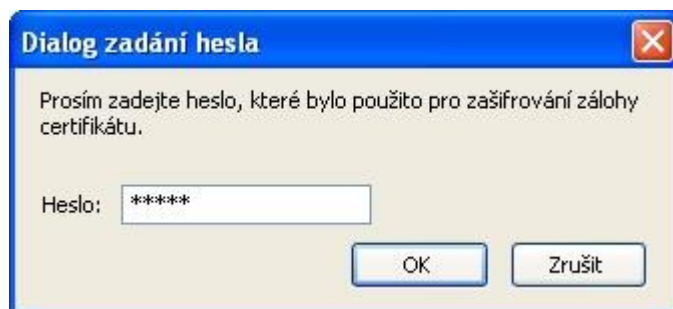 Dialog zadání hesla
Prosím zadejte heslo, které bylo použito pro zašifrování zálohy
certifikátu.
Heslo: *****
OK Zrušit